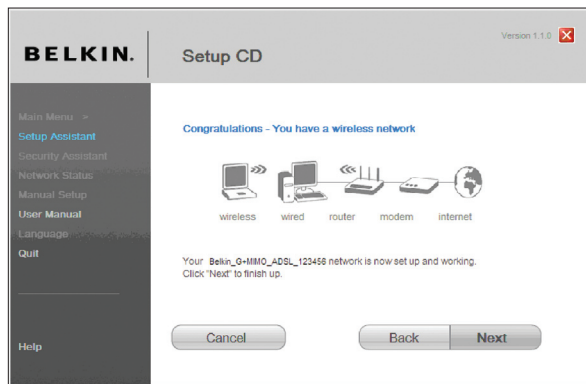 Version 1.1.0
BELKIN.
Setup CD
Main Menu >
Setup Assistant
Security Assistant
Network Status
Manual Setup
User Manual
Language
Quit
Help
Congratulations - You have a wireless network
wireless wired router modem internet
Your Belkin_G+MIMO_ADSL_123456 network is now set up and working.
Click "Next" to finish up.
Cancel
Back
Next